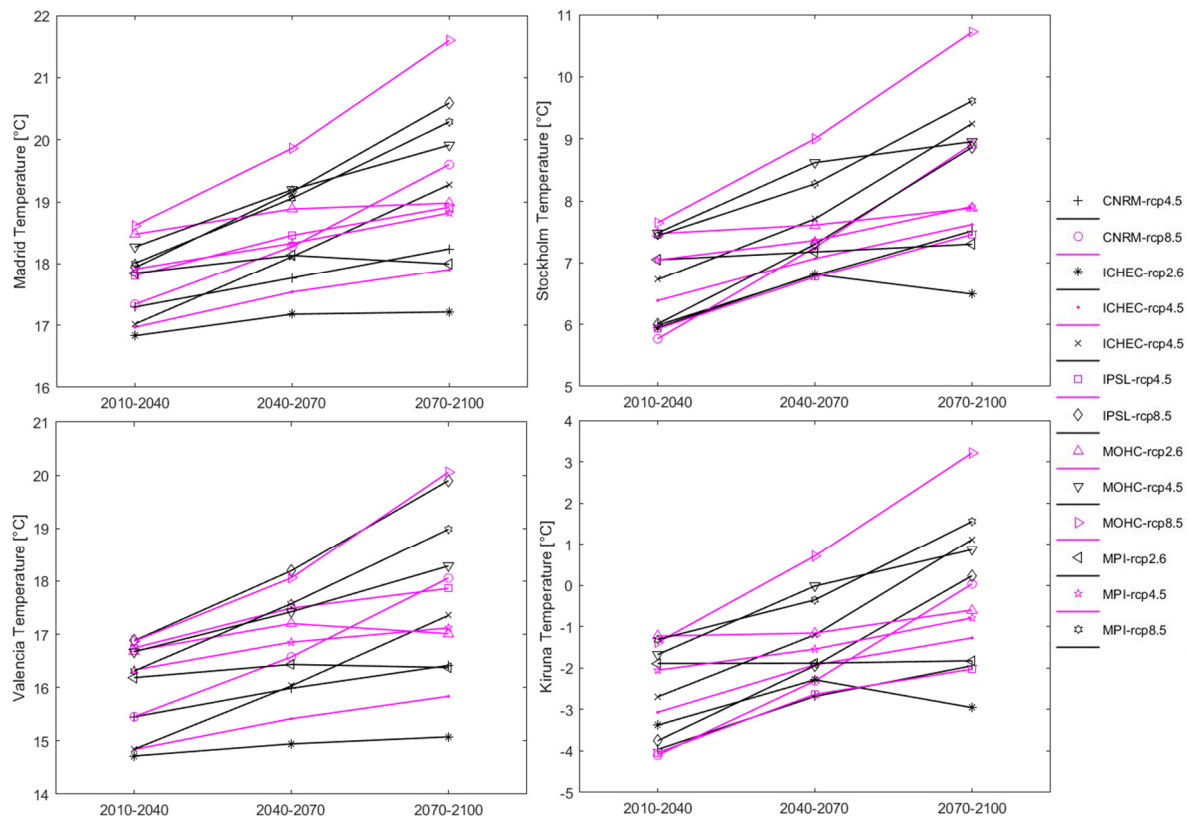 22
21
20
19
18
17
16
Madrid Temperature [°C]
2010-2040 2040-2070 2070-2100
11
10
9
8
7
6
5
Stockholm Temperature [°C]
2010-2040 2040-2070 2070-2100
20
19
18
17
16
15
14
Valencia Temperature [°C]
2010-2040 2040-2070 2070-2100
4
3
2
1
0
-1
-2
-3
-4
-5
Kiruna Temperature [°C]
2010-2040 2040-2070 2070-2100
CNRM-rcp4.5
CNRM-rcp8.5
ICHEC-rcp2.6
ICHEC-rcp4.5
ICHEC-rcp4.5
IPSL-rcp4.5
IPSL-rcp8.5
MOHC-rcp2.6
MOHC-rcp4.5
MOHC-rcp8.5
MPI-rcp2.6
MPI-rcp4.5
MPI-rcp8.5